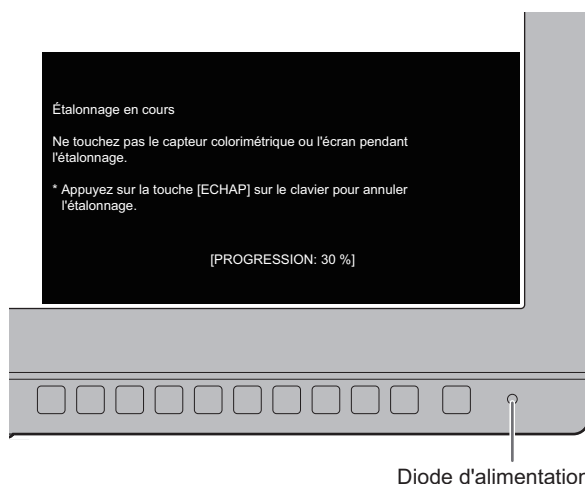 Étalonnage en cours
Ne touchez pas le capteur colorimétrique ou l'écran pendant
l'étalonnage.
* Appuyez sur la touche [ECHAP] sur le clavier pour annuler
l'étalonnage.
[PROGRESSION: 30 %]
Diode d'alimentation